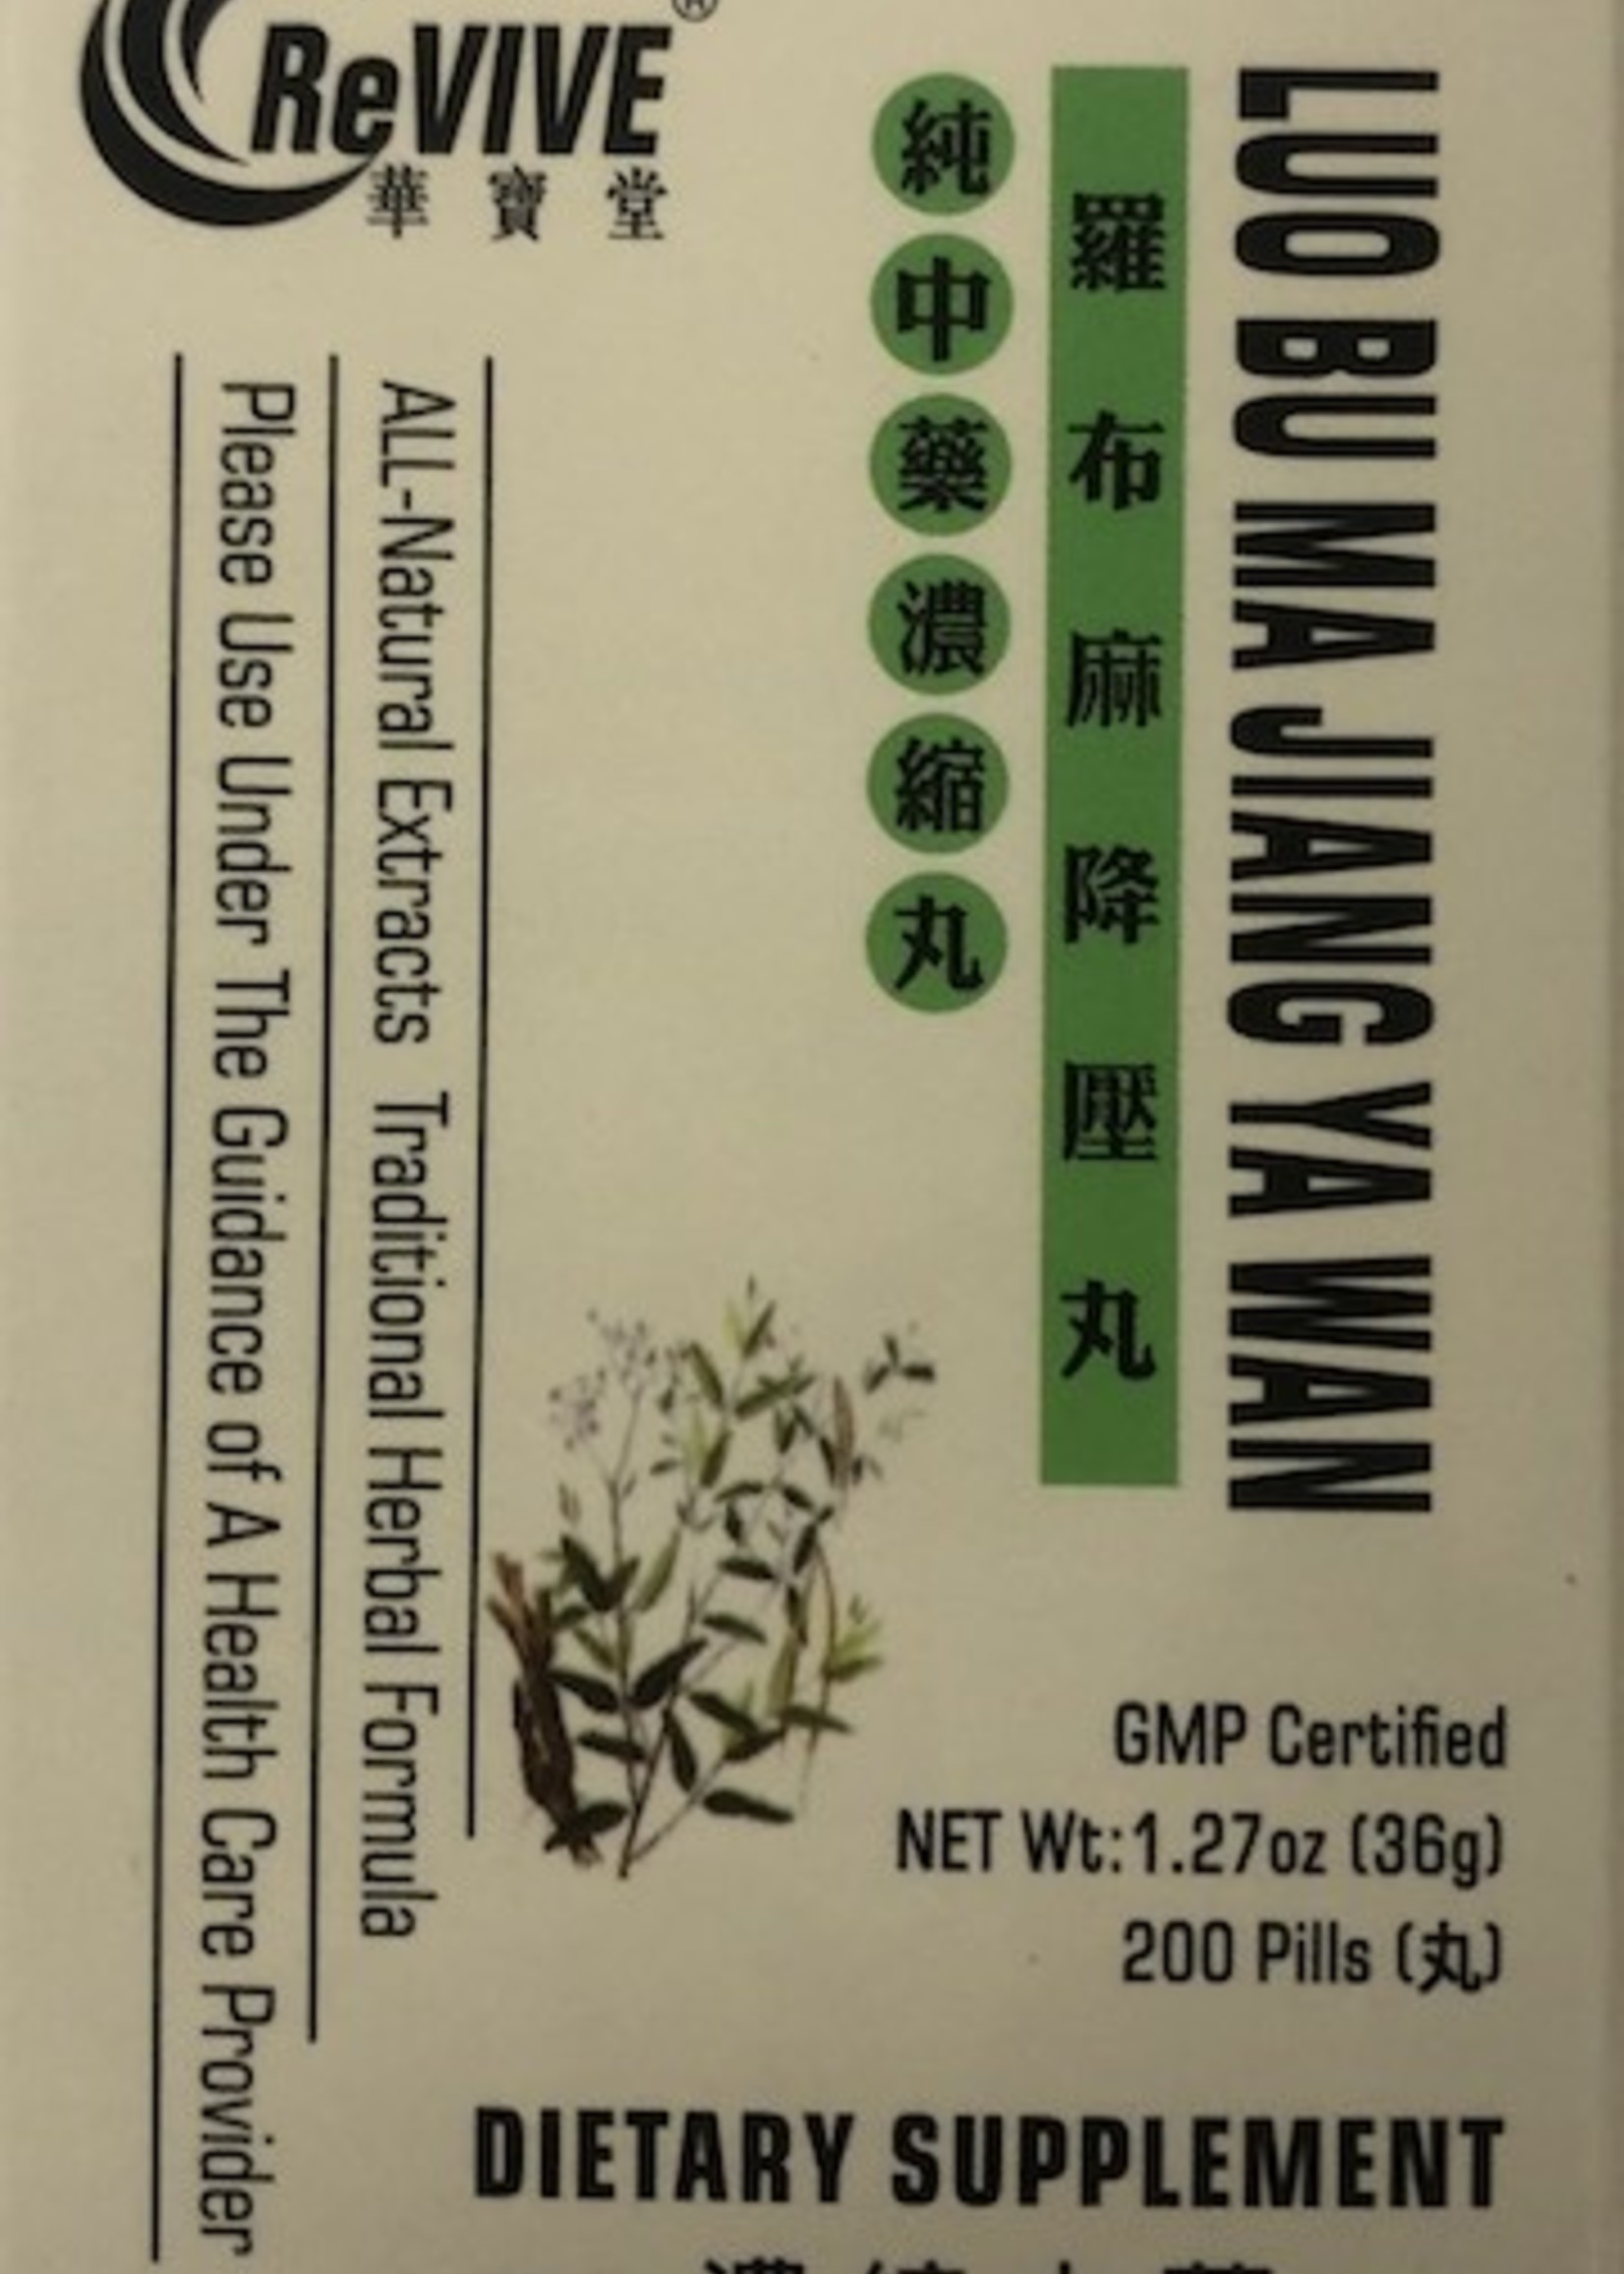 ReVIVE®
華寶堂
LUO BU MA JIANG YA WAN
羅布麻降壓丸
純中藥濃縮丸
ALL-Natural Extracts Traditional Herbal Formula
Please Use Under The Guidance of A Health Care Provider
GMP Certified
NET Wt:1.27oz (36g)
200 Pills (丸)
DIETARY SUPPLEMENT